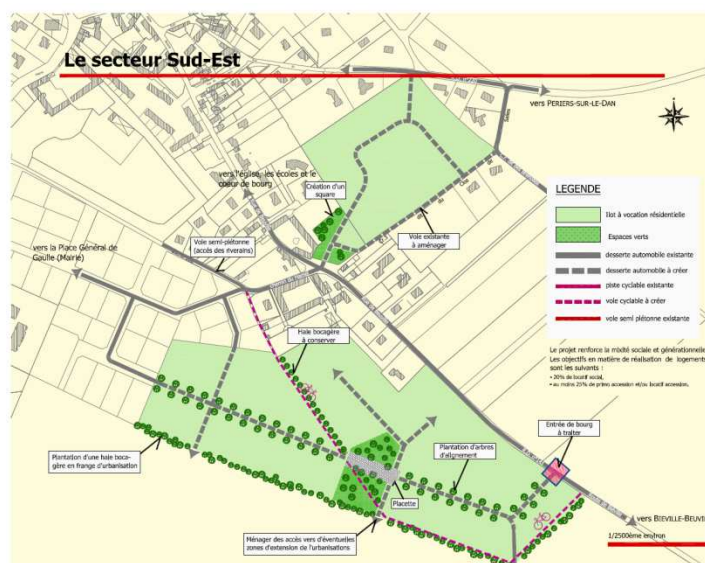 Le secteur Sud-Est
vers PERIERS-SUR-LE-DAN
vers l'église, les écoles et le
coeur de bourg
Création d'un
square
Voie semi-piétonne
(accès des riverains)
Voie existante
à aménager
vers la Place Général de
Gaulle (Mairie)
Haie bocagère
à conserver
Plantation d'une haie boca-
gère en frange d'urbanisation
Plantation d'arbres
d'alignement
Entrée de bourg
à traiter
Placette
Ménager des accès vers d'éventuelles
zones d'extension de l'urbanisations
vers BIEVILLE-BEUVI
1/2500ème environ
LEGENDE
Ilot à vocation résidentielle
Espaces verts
desserte automobile existante
desserte automobile à créer
piste cyclable existante
voie cyclable à créer
voie semi piétonne existante
Le projet renforce la mixité sociale et générationnelle
Les objectifs en matière de réalisation de logements
sont les suivants :
• 20% de locatif social,
• au moins 25% de primo accession et/ou locatif accession.